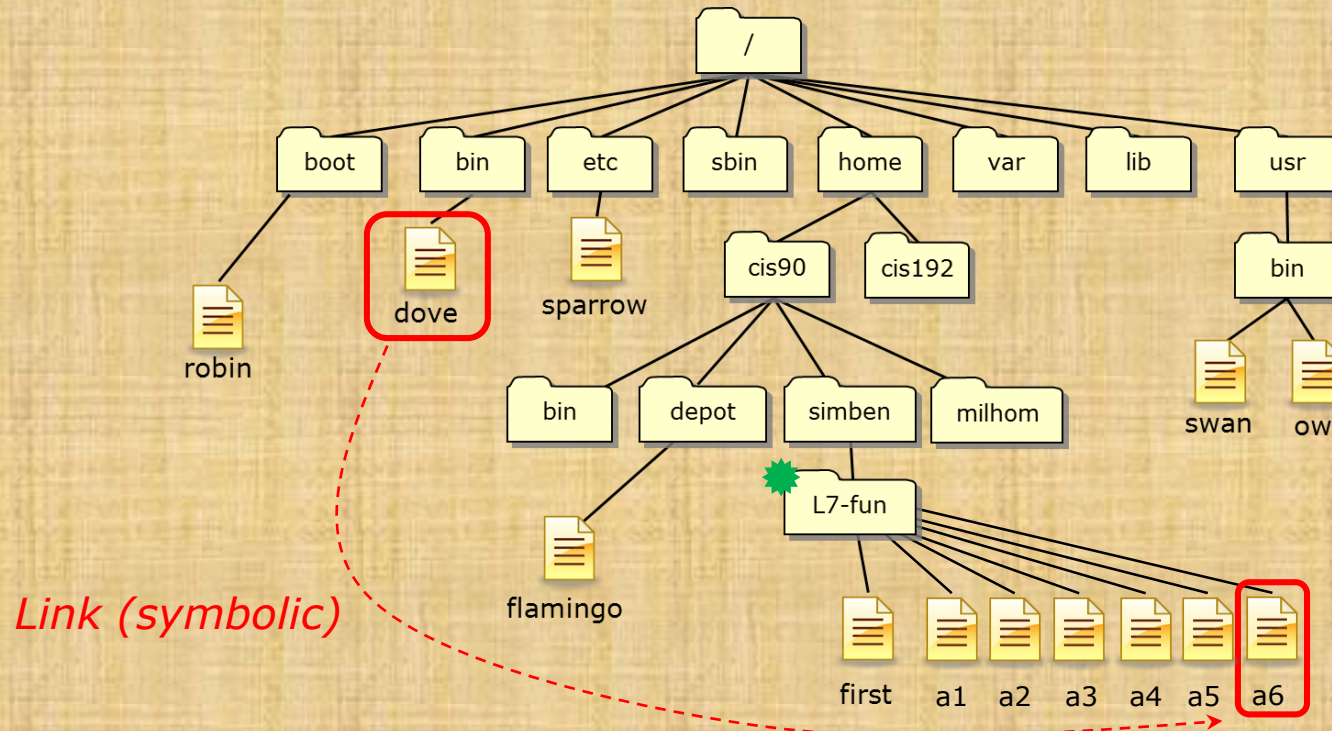 /
boot
bin
etc
sbin
home
var
lib
usr
dove
sparrow
cis90
cis192
bin
robin
bin
depot
simben
milhom
swan
L7-fun
flamingo
Link (symbolic)
first
a1
a2
a3
a4
a5
a6